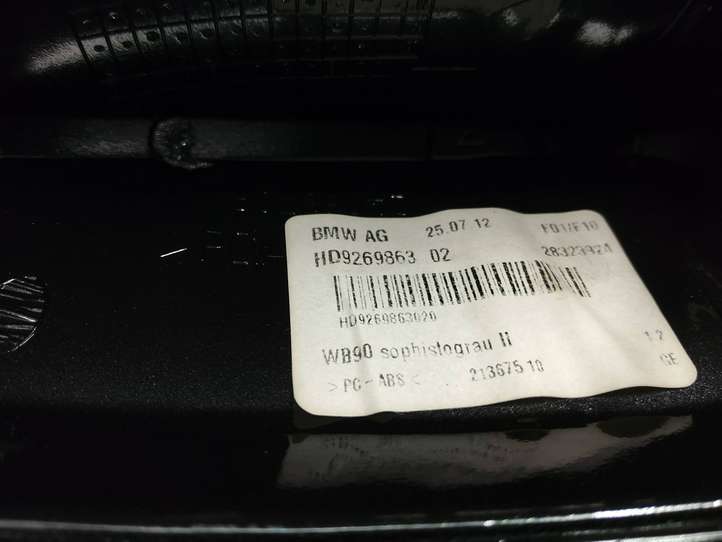 BMW AG 25.07.12 F01/F10
HD9269863 02 28323924
HD9269863020
WB90 sophistograu II 1.2
>PC-ABS< 213675 10 GE